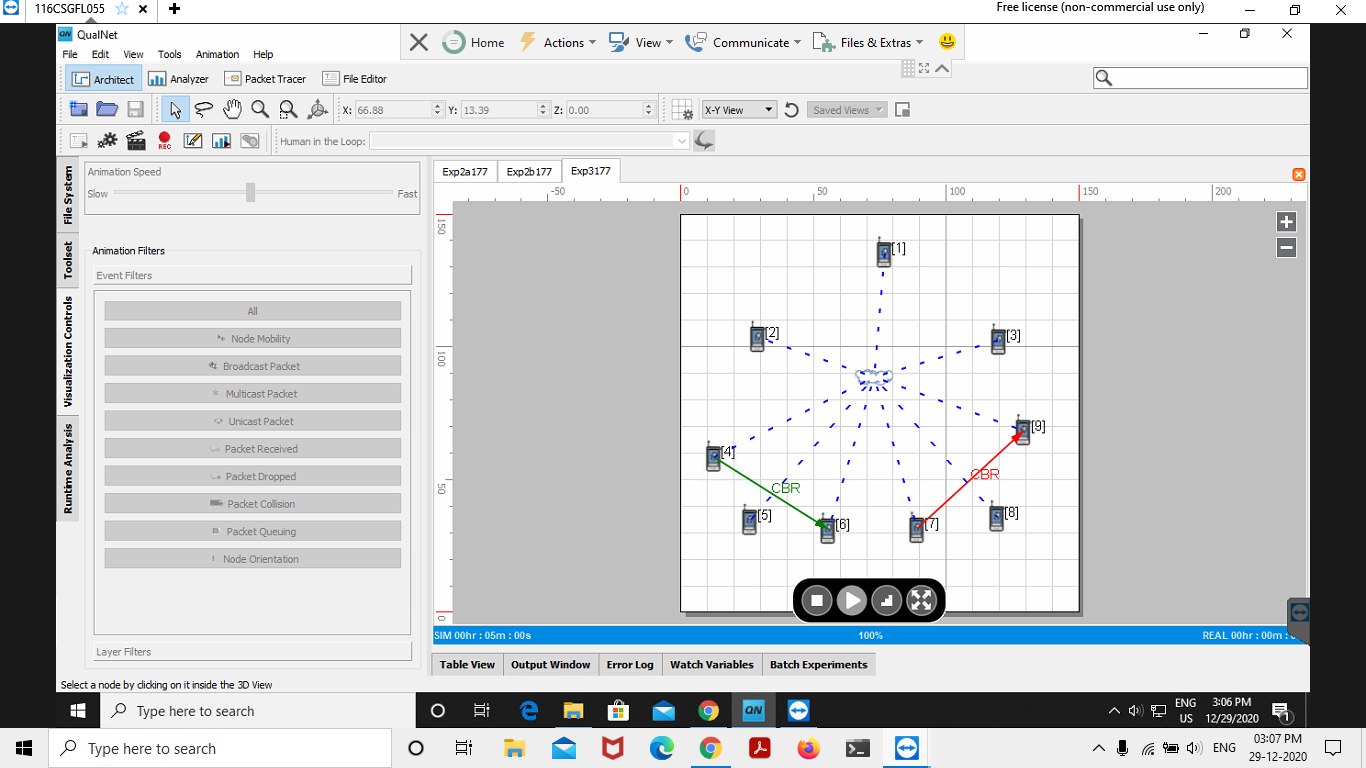 116CSGFL055
Free license (non-commercial use only)
QN QualNet
File Edit View Tools Animation Help
Home Actions View Communicate Files & Extras
Architect Analyzer Packet Tracer File Editor
X: 66.88 Y: 13.39 Z: 0.00 X-Y View Saved Views
REC Human in the Loop:
File System
Toolset
Visualization Controls
Runtime Analysis
Animation Speed
Slow Fast
Animation Filters
Event Filters
All
Node Mobility
Broadcast Packet
Multicast Packet
Unicast Packet
Packet Received
Packet Dropped
Packet Collision
Packet Queuing
Node Orientation
Layer Filters
Exp2a177 Exp2b177 Exp3177
-50 0 50 100 150 200
150
100
50
0
[1]
[2]
[3]
[9]
[4]
CBR
CBR
[5]
[6]
[7]
[8]
SIM 00hr : 05m : 00s 100% REAL 00hr : 00m :
Table View Output Window Error Log Watch Variables Batch Experiments
Select a node by clicking on it inside the 3D View
Type here to search QN ENG US 3:06 PM 12/29/2020 1
Type here to search ENG 03:07 PM 29-12-2020